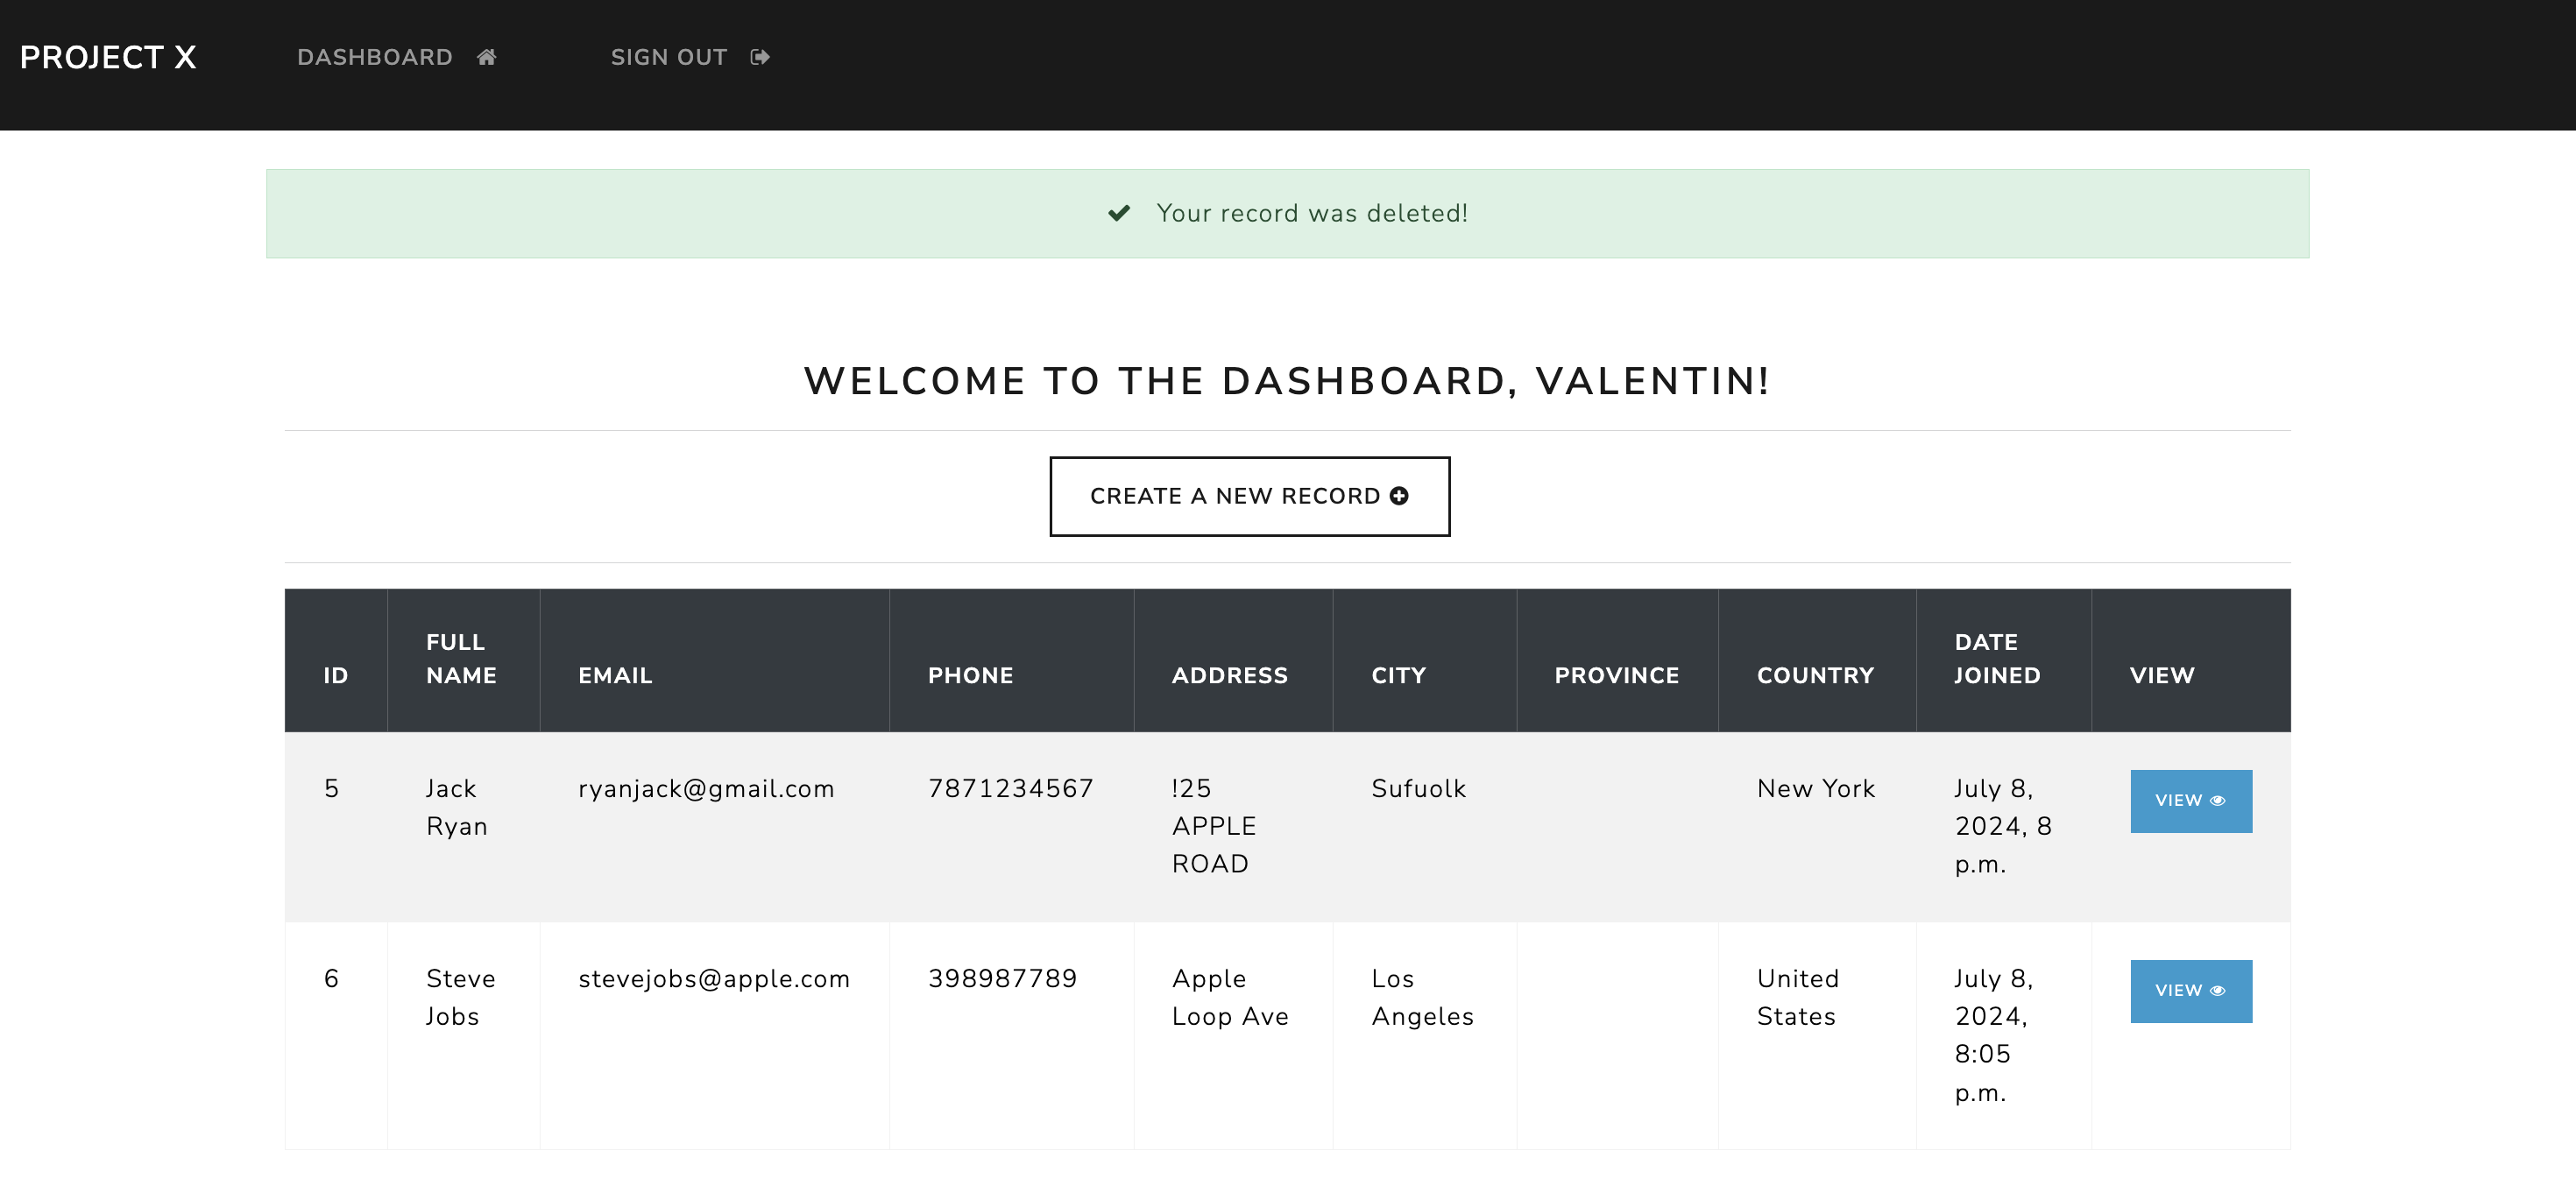 PROJECT X DASHBOARD SIGN OUT
Your record was deleted!
WELCOME TO THE DASHBOARD, VALENTIN!
CREATE A NEW RECORD
ID FULL NAME EMAIL PHONE ADDRESS CITY PROVINCE COUNTRY DATE JOINED VIEW
5 Jack Ryan ryanjack@gmail.com 7871234567 !25 APPLE ROAD Sufuolk New York July 8, 2024, 8 p.m. VIEW
6 Steve Jobs stevejobs@apple.com 398987789 Apple Loop Ave Los Angeles United States July 8, 2024, 8:05 p.m. VIEW